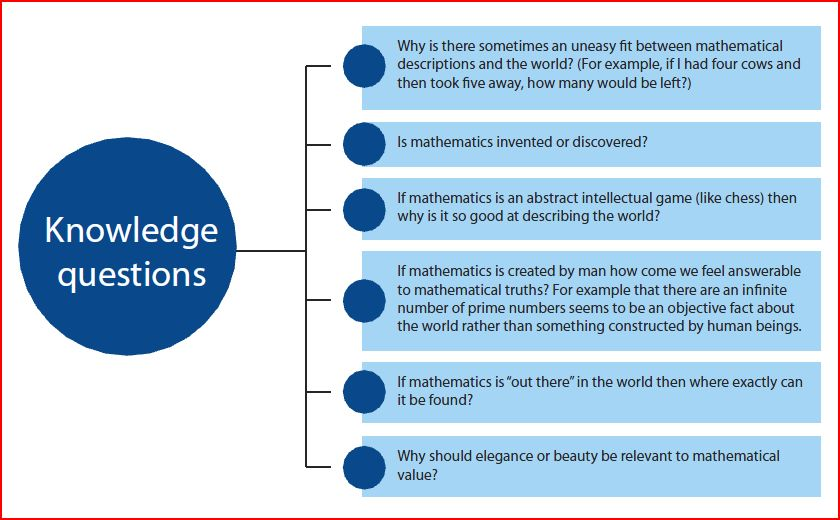 Knowledge
questions
Why is there sometimes an uneasy fit between mathematical
descriptions and the world? (For example, if I had four cows and
then took five away, how many would be left?)
Is mathematics invented or discovered?
If mathematics is an abstract intellectual game (like chess) then
why is it so good at describing the world?
If mathematics is created by man how come we feel answerable
to mathematical truths? For example that there are an infinite
number of prime numbers seems to be an objective fact about
the world rather than something constructed by human beings.
If mathematics is “out there” in the world then where exactly can
it be found?
Why should elegance or beauty be relevant to mathematical
value?